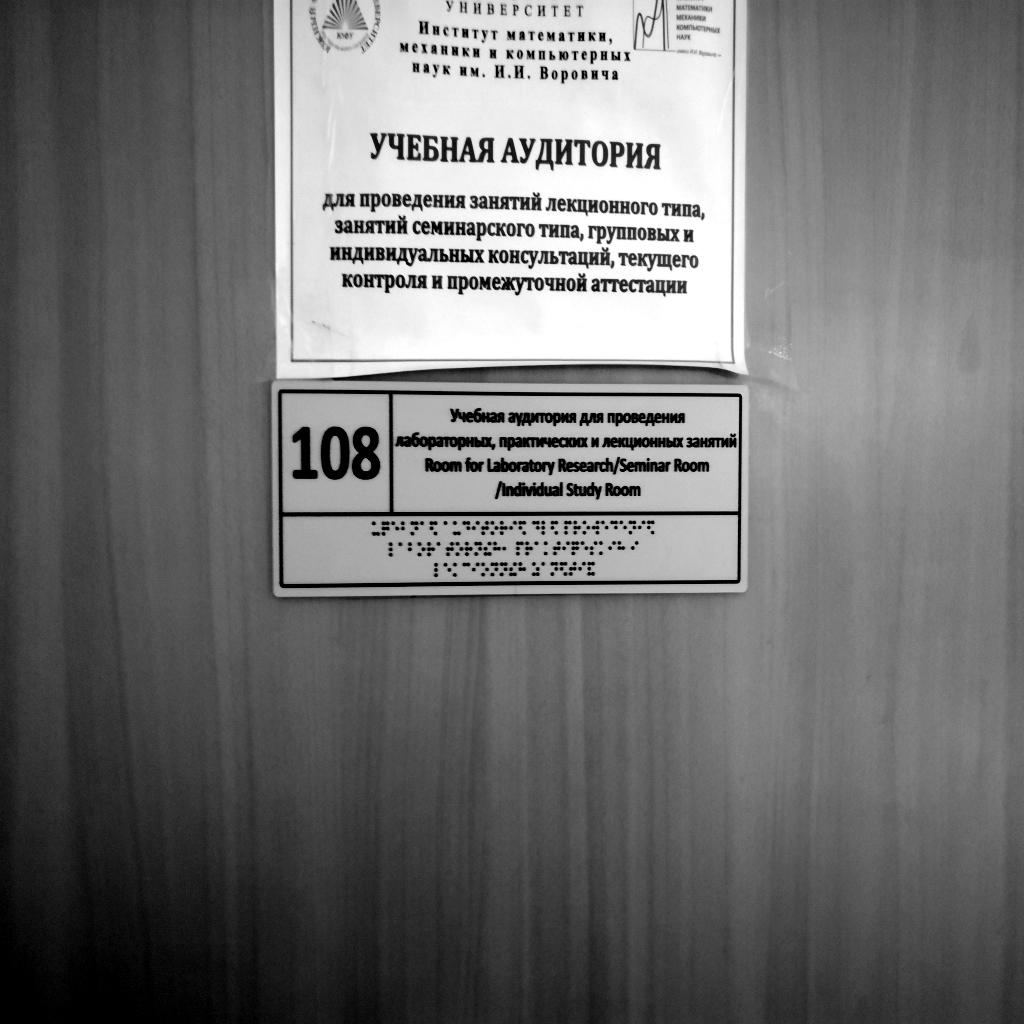 УНИВЕРСИТЕТ
Институт математики,
механики и компьютерных
наук им. И.И. Воровича
МАТЕМАТИКИ
МЕХАНИКИ
КОМПЬЮТЕРНЫХ
НАУК
ЮФУ
УЧЕБНАЯ АУДИТОРИЯ
для проведения занятий лекционного типа,
занятий семинарского типа, групповых и
индивидуальных консультаций, текущего
контроля и промежуточной аттестации
108
Учебная аудитория для проведения
лабораторных, практических и лекционных занятий
Room for Laboratory Research/Seminar Room
/Individual Study Room